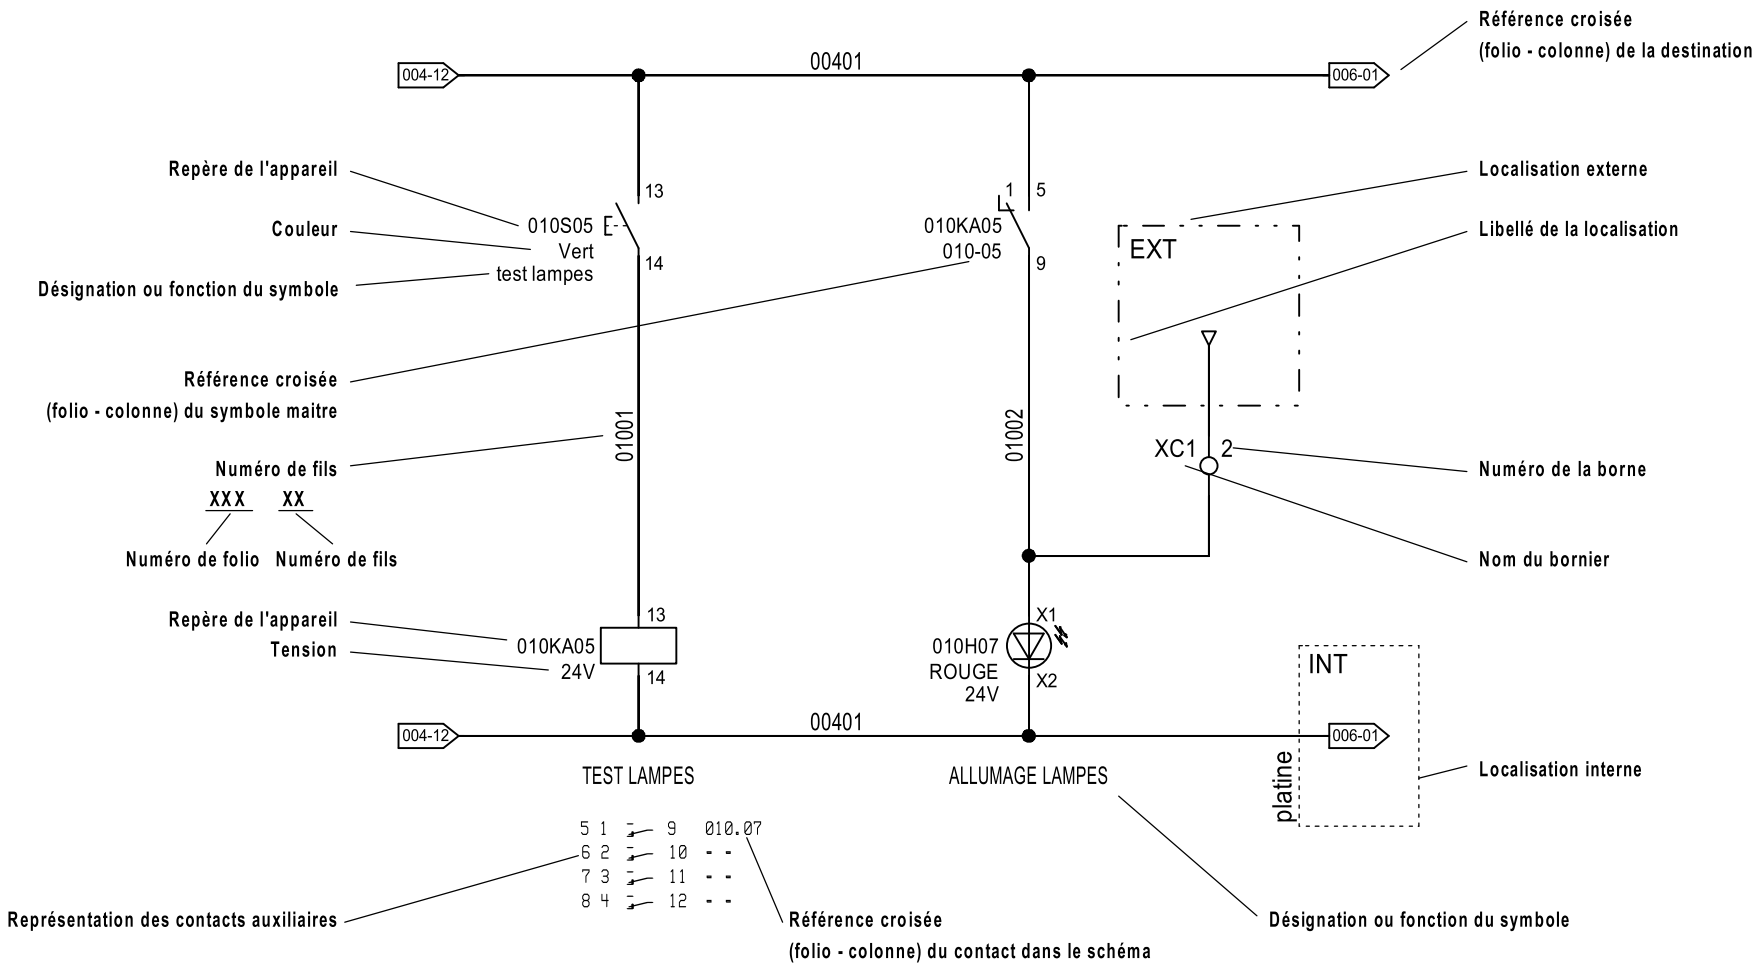 Référence croisée
(folio - colonne) de la destination
00401
004-12
006-01
Repère de l'appareil
Localisation externe
13
1
5
010S05
010KA05
Couleur
Libellé de la localisation
Vert
010-05
EXT
14
9
test lampes
Désignation ou fonction du symbole
Référence croisée
(folio - colonne) du symbole maitre
01001
01002
XC1
2
Numéro de fils
Numéro de la borne
XXX XX
Numéro de folio Numéro de fils
Nom du bornier
Repère de l'appareil
13
X1
010KA05
010H07
Tension
24V
ROUGE
INT
14
X2
24V
00401
004-12
006-01
platine
TEST LAMPES
ALLUMAGE LAMPES
Localisation interne
5 1 9 010.07
6 2 10 - -
7 3 11 - -
8 4 12 - -
Représentation des contacts auxiliaires
Référence croisée
(folio - colonne) du contact dans le schéma
Désignation ou fonction du symbole